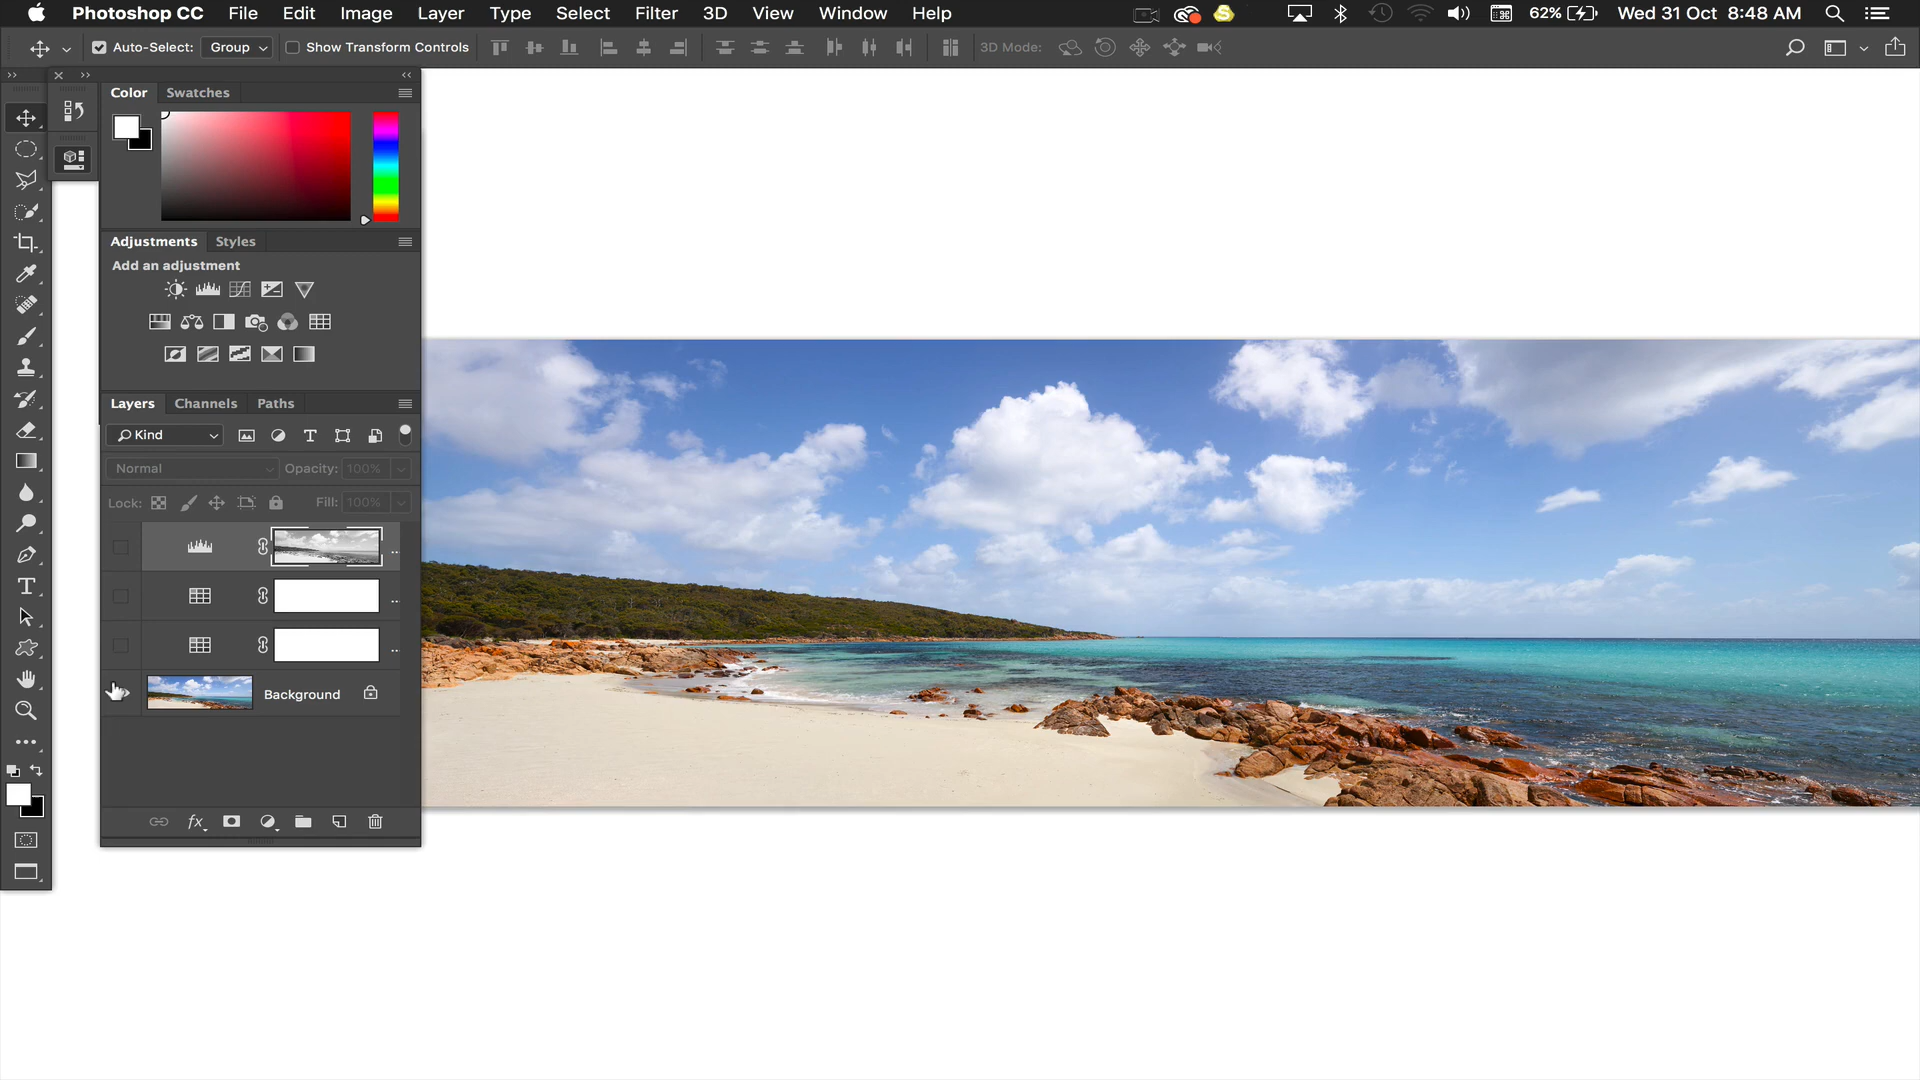 Photoshop CC File Edit Image Layer Type Select Filter 3D View Window Help 62% Wed 31 Oct 8:48 AM
Auto-Select: Group Show Transform Controls 3D Mode:
Color Swatches
Adjustments Styles
Add an adjustment
Layers Channels Paths
Kind
Normal Opacity: 100%
Lock: Fill: 100%
Background